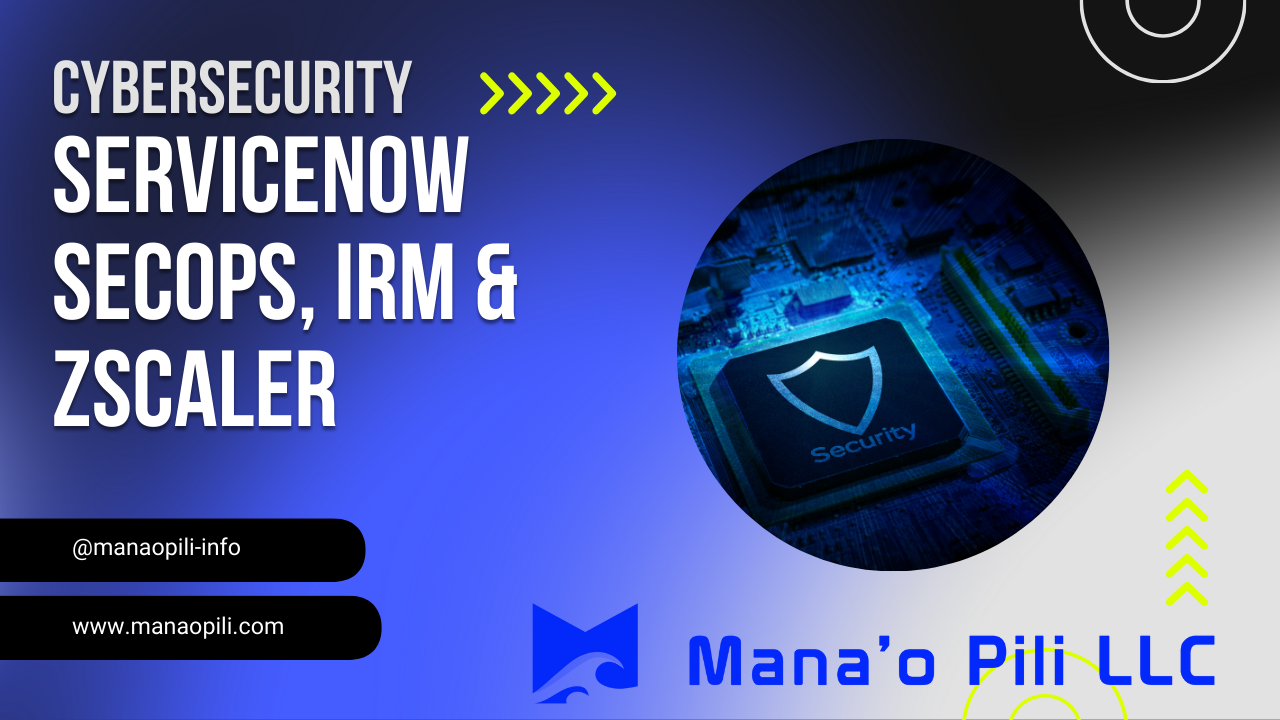 CYBERSECURITY
SERVICENOW
SECOPS, IRM &
ZSCALER
Security
@manaopili-info
www.manaopili.com
Mana’o Pili LLC